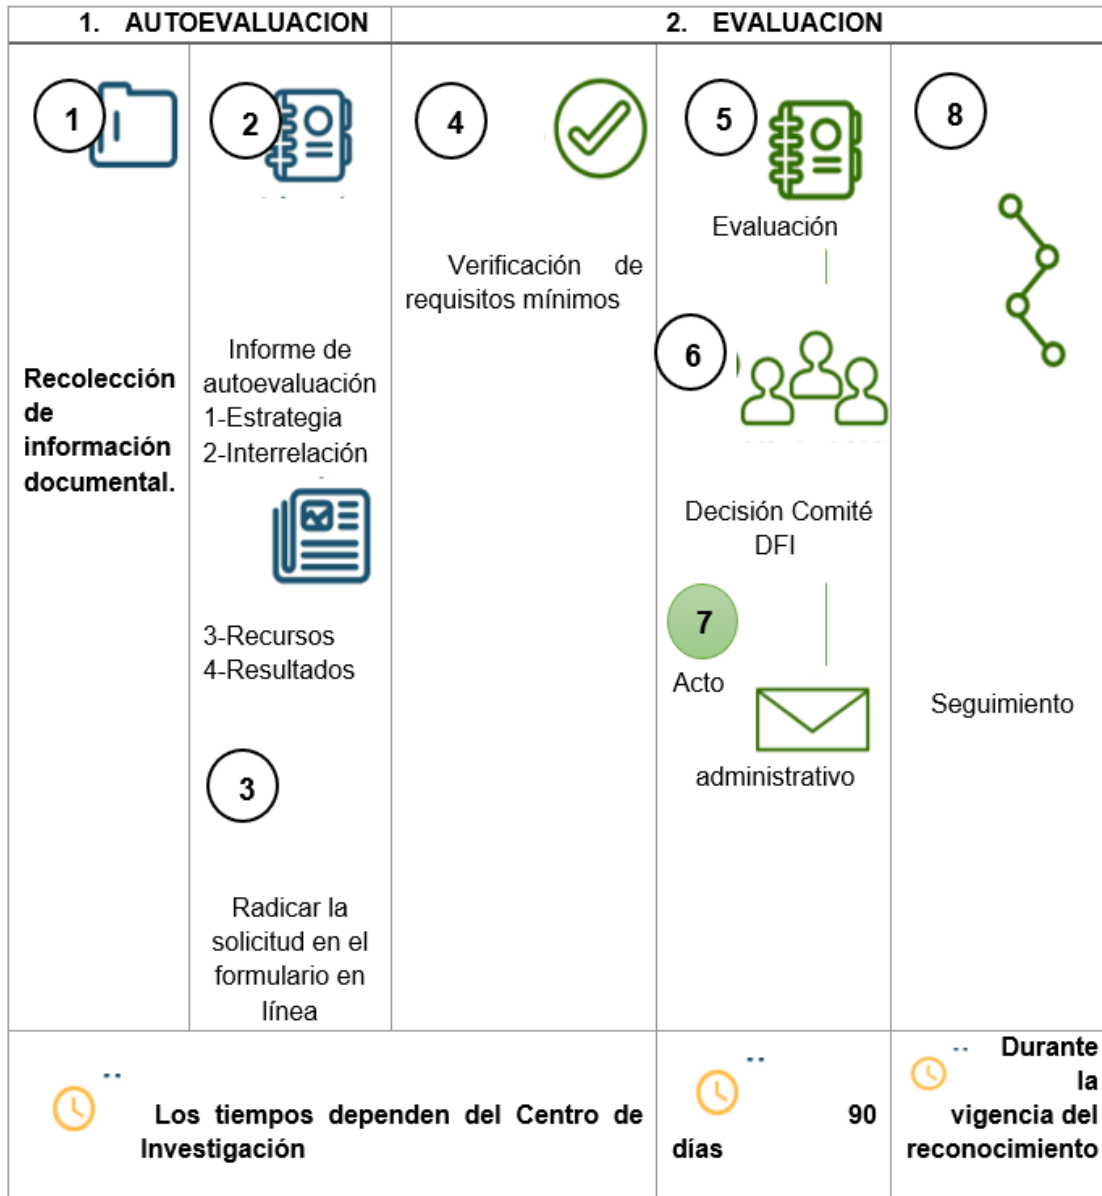 1. AUTOEVALUACION
2. EVALUACION
1
Recolección
de
información
documental.
2
Informe de
autoevaluación
1-Estrategia
2-Interrelación
3-Recursos
4-Resultados
3
Radicar la
solicitud en el
formulario en
línea
4
Verificación de
requisitos mínimos
5
Evaluación
6
Decisión Comité
DFI
7
Acto
administrativo
8
Seguimiento
Los tiempos dependen del Centro de
Investigación
90
días
Durante
la
vigencia del
reconocimiento